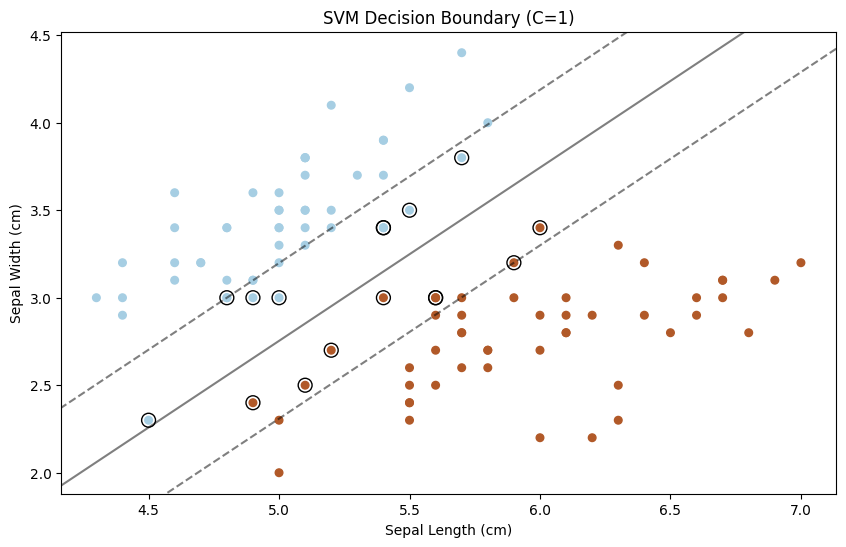 SVM Decision Boundary (C=1)
4.5
4.0
3.5
3.0
2.5
2.0
Sepal Width (cm)
4.5 5.0 5.5 6.0 6.5 7.0
Sepal Length (cm)